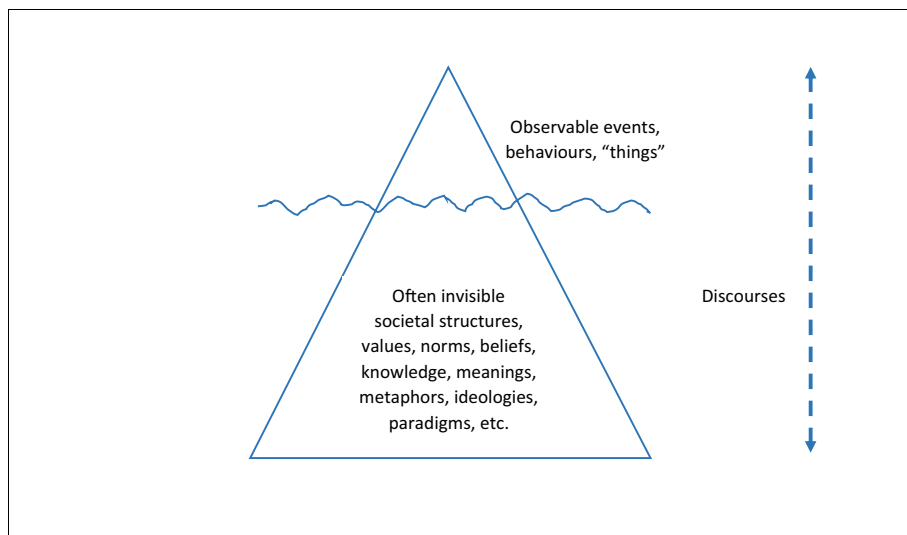 Observable events,
behaviours, “things”
Often invisible
societal structures,
values, norms, beliefs,
knowledge, meanings,
metaphors, ideologies,
paradigms, etc.
Discourses